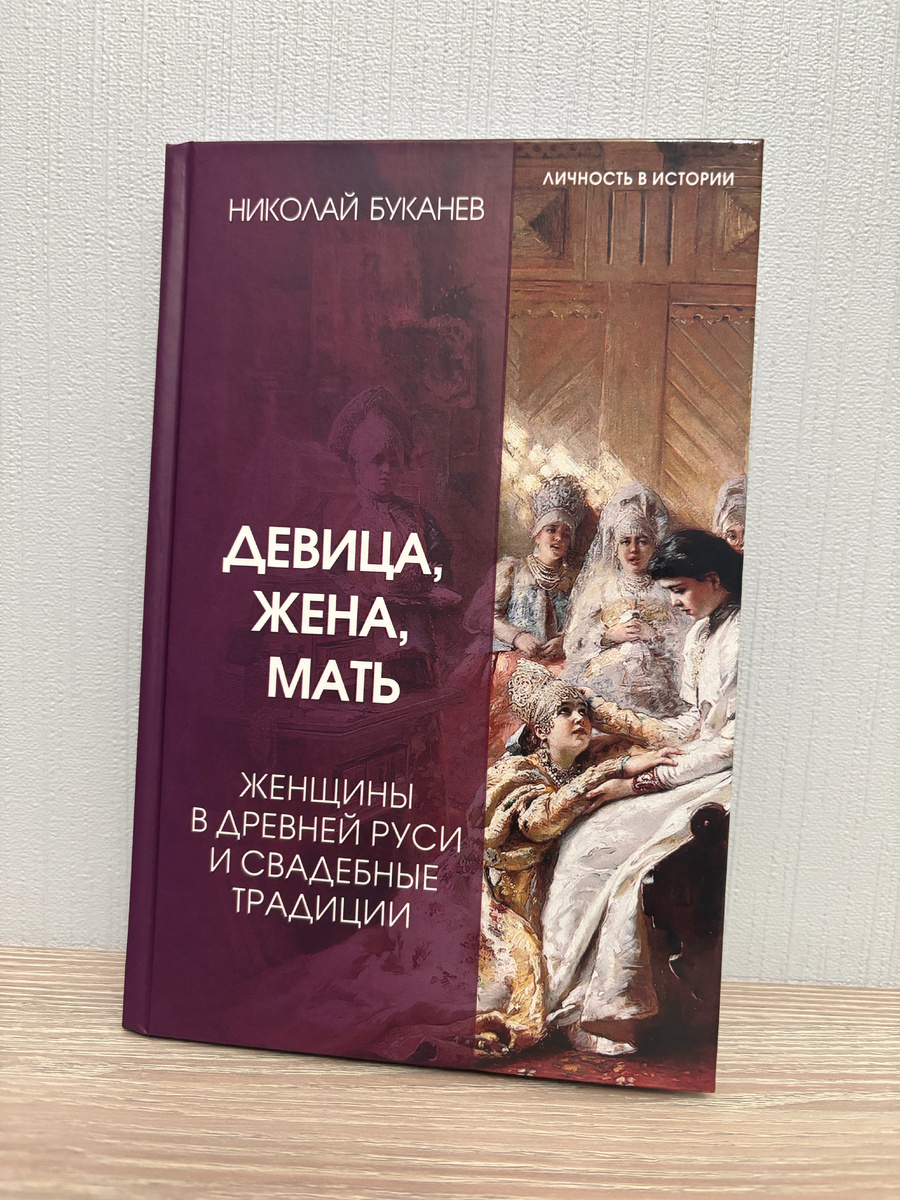 ЛИЧНОСТЬ В ИСТОРИИ
НИКОЛАЙ БУКАНЕВ
ДЕВИЦА,
ЖЕНА,
МАТЬ
ЖЕНЩИНЫ
В ДРЕВНЕЙ РУСИ
И СВАДЕБНЫЕ
ТРАДИЦИИ